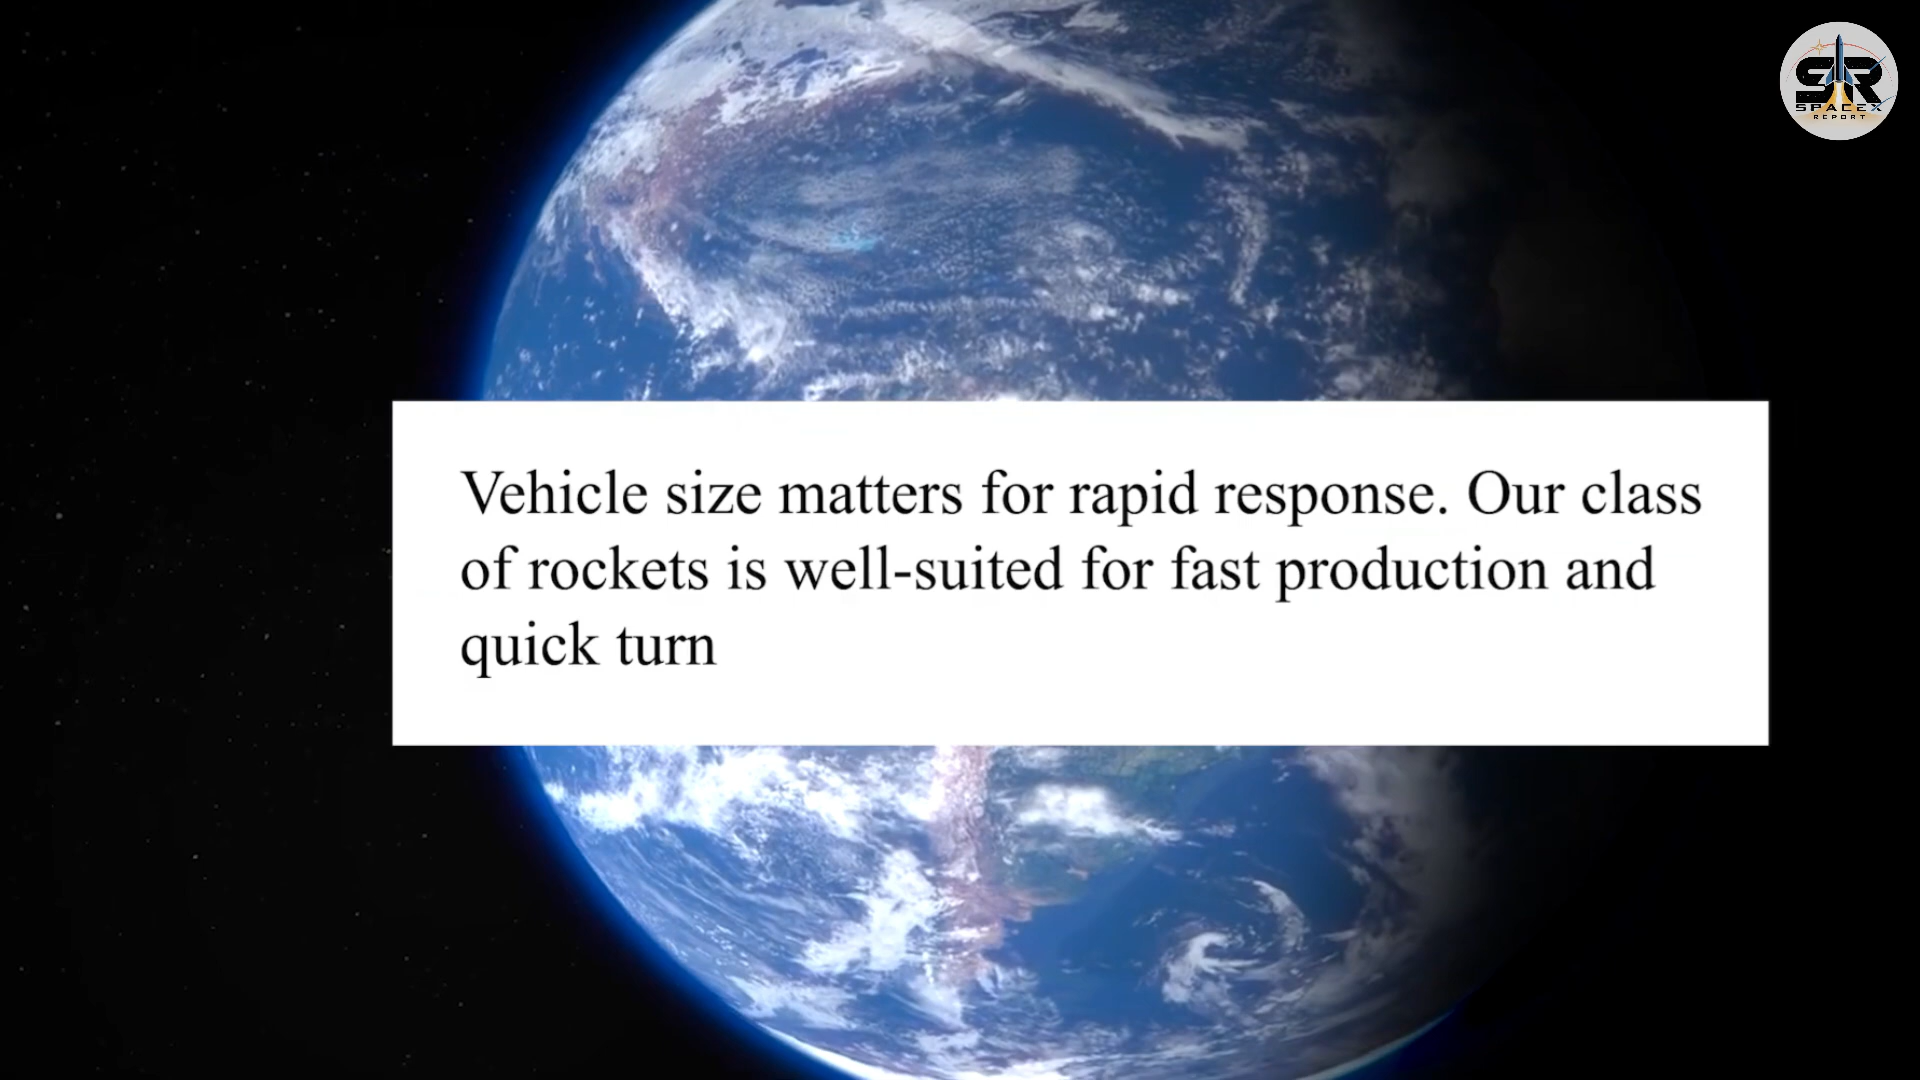 SR
SPACEX
REPORT
Vehicle size matters for rapid response. Our class
of rockets is well-suited for fast production and
quick turn